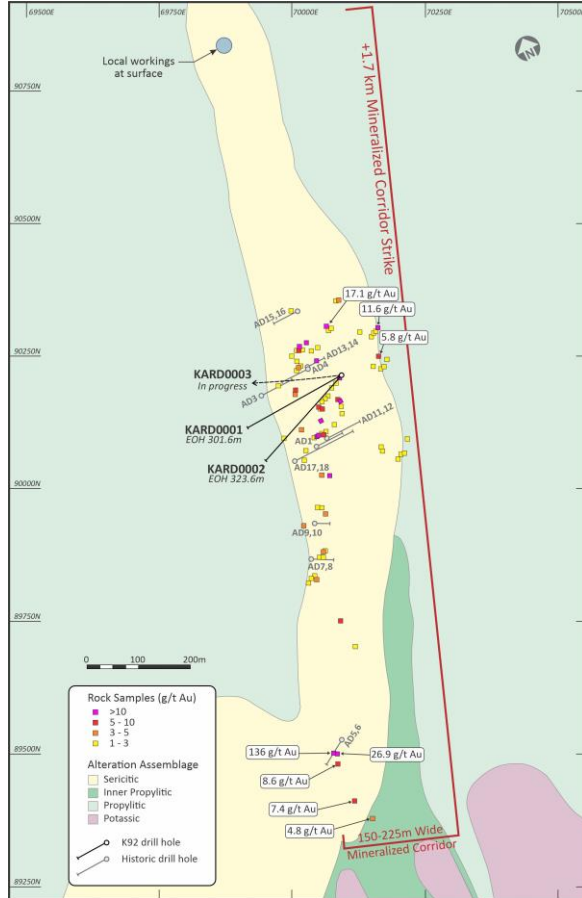 69500E
69750E
70000E
70250E
70500
N
Local workings
at surface
90750N
+1.7 km Mineralized Corridor Strike
90500N
17.1 g/t Au
11.6 g/t Au
AD15,16
5.8 g/t Au
90250N
AD13,14
AD4
KARD0003
In progress
AD3
KARD0001
EOH 301.6m
AD11,12
AD1
KARD0002
EOH 323.6m
AD17,18
90000N
AD9,10
AD7,8
89750N
0 100 200m
Rock Samples (g/t Au)
>10
5 - 10
3 - 5
1 - 3
Alteration Assemblage
Sericitic
Inner Propylitic
Propylitic
Potassic
K92 drill hole
Historic drill hole
AD5,6
89500N
136 g/t Au
26.9 g/t Au
8.6 g/t Au
7.4 g/t Au
4.8 g/t Au
150-225m Wide
Mineralized Corridor
89250N